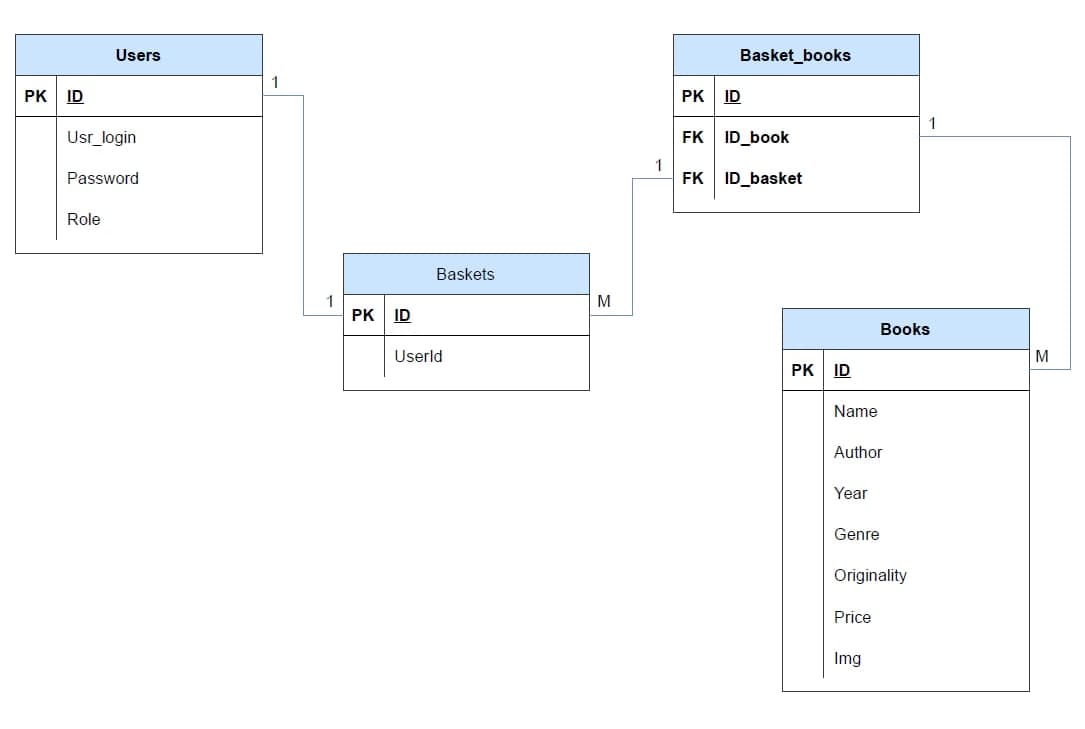 Users
PK ID
Usr_login
Password
Role
1
1
Baskets
PK ID
UserId
M
1
Basket_books
PK ID
FK ID_book
FK ID_basket
1
M
Books
PK ID
Name
Author
Year
Genre
Originality
Price
Img